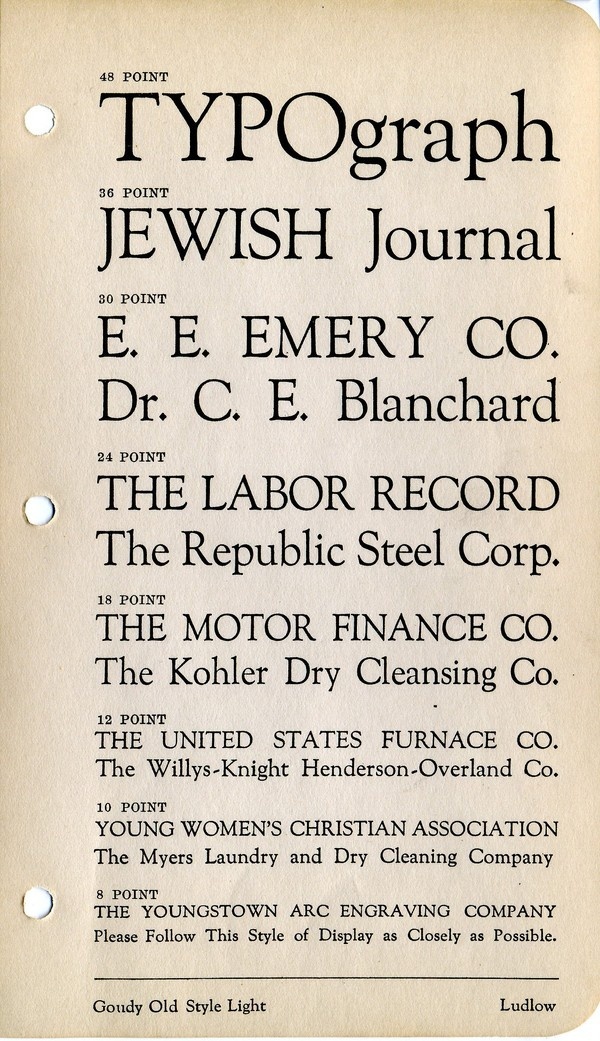 48 POINT
TYPOgraph
36 POINT
JEWISH Journal
30 POINT
E. E. EMERY CO.
Dr. C. E. Blanchard
24 POINT
THE LABOR RECORD
The Republic Steel Corp.
18 POINT
THE MOTOR FINANCE CO.
The Kohler Dry Cleansing Co.
12 POINT
THE UNITED STATES FURNACE CO.
The Willys-Knight Henderson-Overland Co.
10 POINT
YOUNG WOMEN'S CHRISTIAN ASSOCIATION
The Myers Laundry and Dry Cleaning Company
8 POINT
THE YOUNGSTOWN ARC ENGRAVING COMPANY
Please Follow This Style of Display as Closely as Possible.
Goudy Old Style Light Ludlow